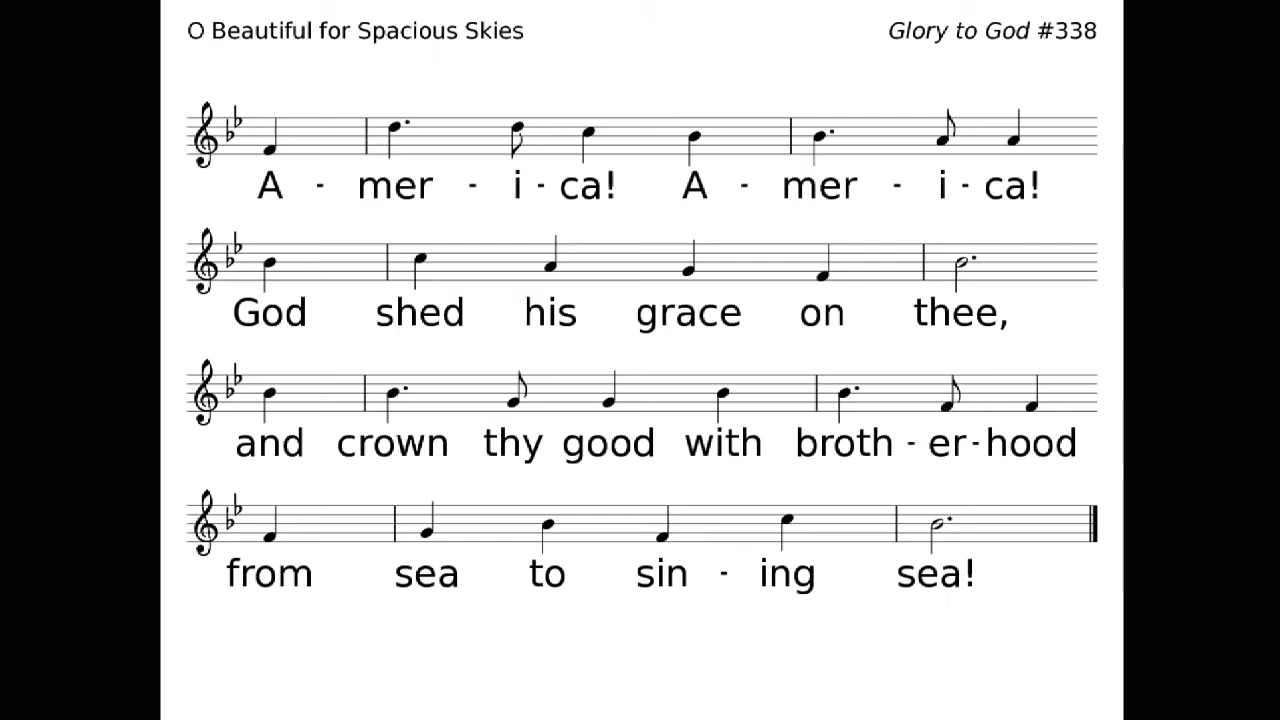 O Beautiful for Spacious Skies Glory to God #338
A - mer - i - ca! A - mer - i - ca!
God shed his grace on thee,
and crown thy good with broth - er - hood
from sea to sin - ing sea!